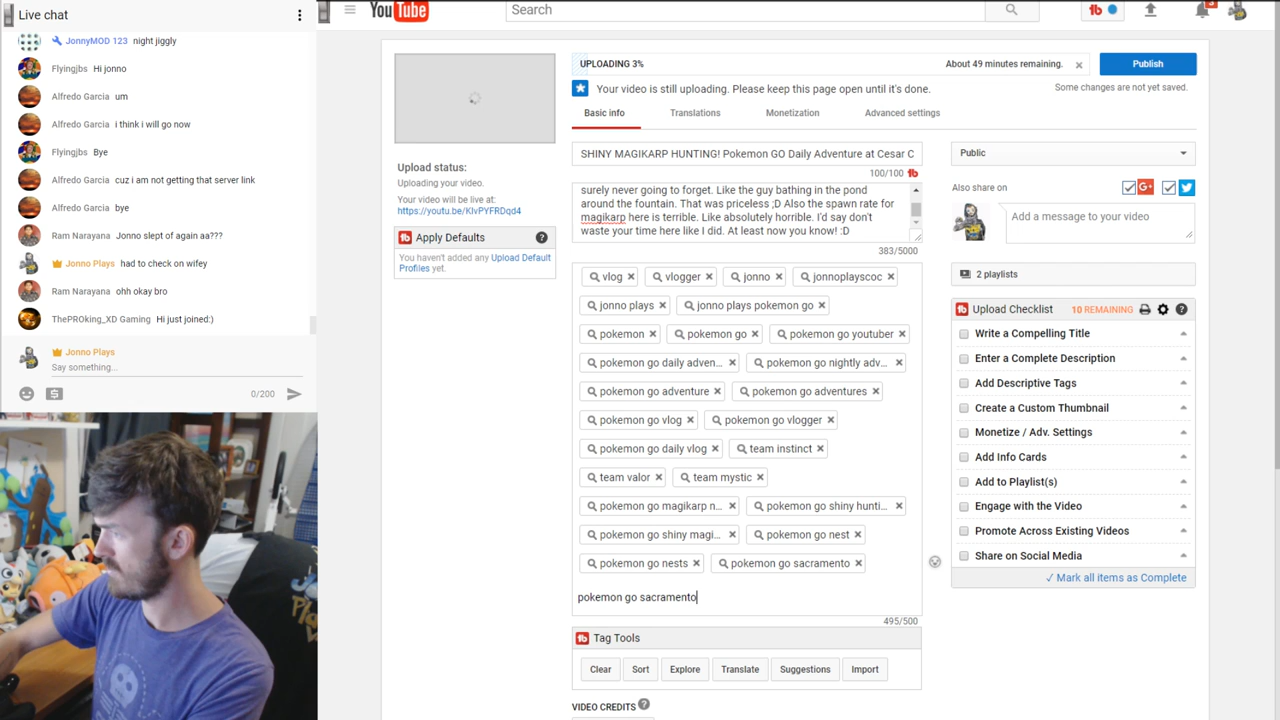 Live chat
JonnyMOD 123 night jiggly
Flyingjbs Hi jonno
Alfredo Garcia um
Alfredo Garcia i think i will go now
Flyingjbs Bye
Alfredo Garcia cuz i am not getting that server link
Alfredo Garcia bye
Ram Narayana Jonno slept of again aa???
Jonno Plays had to check on wifey
Ram Narayana ohh okay bro
ThePROking_XD Gaming Hi just joined:)
Jonno Plays
Say something...
0/200
YouTube
Search
3
UPLOADING 3%
About 49 minutes remaining.
Publish
Your video is still uploading. Please keep this page open until it's done.
Some changes are not yet saved.
Basic info
Translations
Monetization
Advanced settings
Upload status:
Uploading your video.
Your video will be live at:
https://youtu.be/KIvPYFRDqd4
Apply Defaults
You haven't added any Upload Default
Profiles yet.
SHINY MAGIKARP HUNTING! Pokemon GO Daily Adventure at Cesar C
100/100
surely never going to forget. Like the guy bathing in the pond
around the fountain. That was priceless ;D Also the spawn rate for
magikarp here is terrible. Like absolutely horrible. I'd say don't
waste your time here like I did. At least now you know! :D
383/5000
vlog
vlogger
jonno
jonnoplayscoc
jonno plays
jonno plays pokemon go
pokemon
pokemon go
pokemon go youtuber
pokemon go daily adven...
pokemon go nightly adv...
pokemon go adventure
pokemon go adventures
pokemon go vlog
pokemon go vlogger
pokemon go daily vlog
team instinct
team valor
team mystic
pokemon go magikarp n...
pokemon go shiny hunti...
pokemon go shiny magi...
pokemon go nest
pokemon go nests
pokemon go sacramento
pokemon go sacramento
495/500
Tag Tools
Clear
Sort
Explore
Translate
Suggestions
Import
VIDEO CREDITS
Public
Also share on
Add a message to your video
2 playlists
Upload Checklist
10 REMAINING
Write a Compelling Title
Enter a Complete Description
Add Descriptive Tags
Create a Custom Thumbnail
Monetize / Adv. Settings
Add Info Cards
Add to Playlist(s)
Engage with the Video
Promote Across Existing Videos
Share on Social Media
✓ Mark all items as Complete